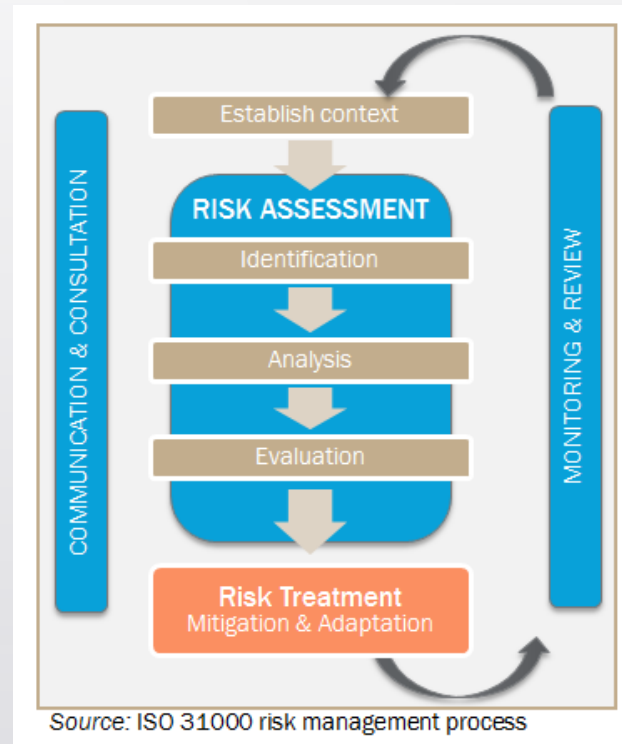 Establish context
COMMUNICATION & CONSULTATION
RISK ASSESSMENT
Identification
Analysis
Evaluation
MONITORING & REVIEW
Risk Treatment
Mitigation & Adaptation
Source: ISO 31000 risk management process